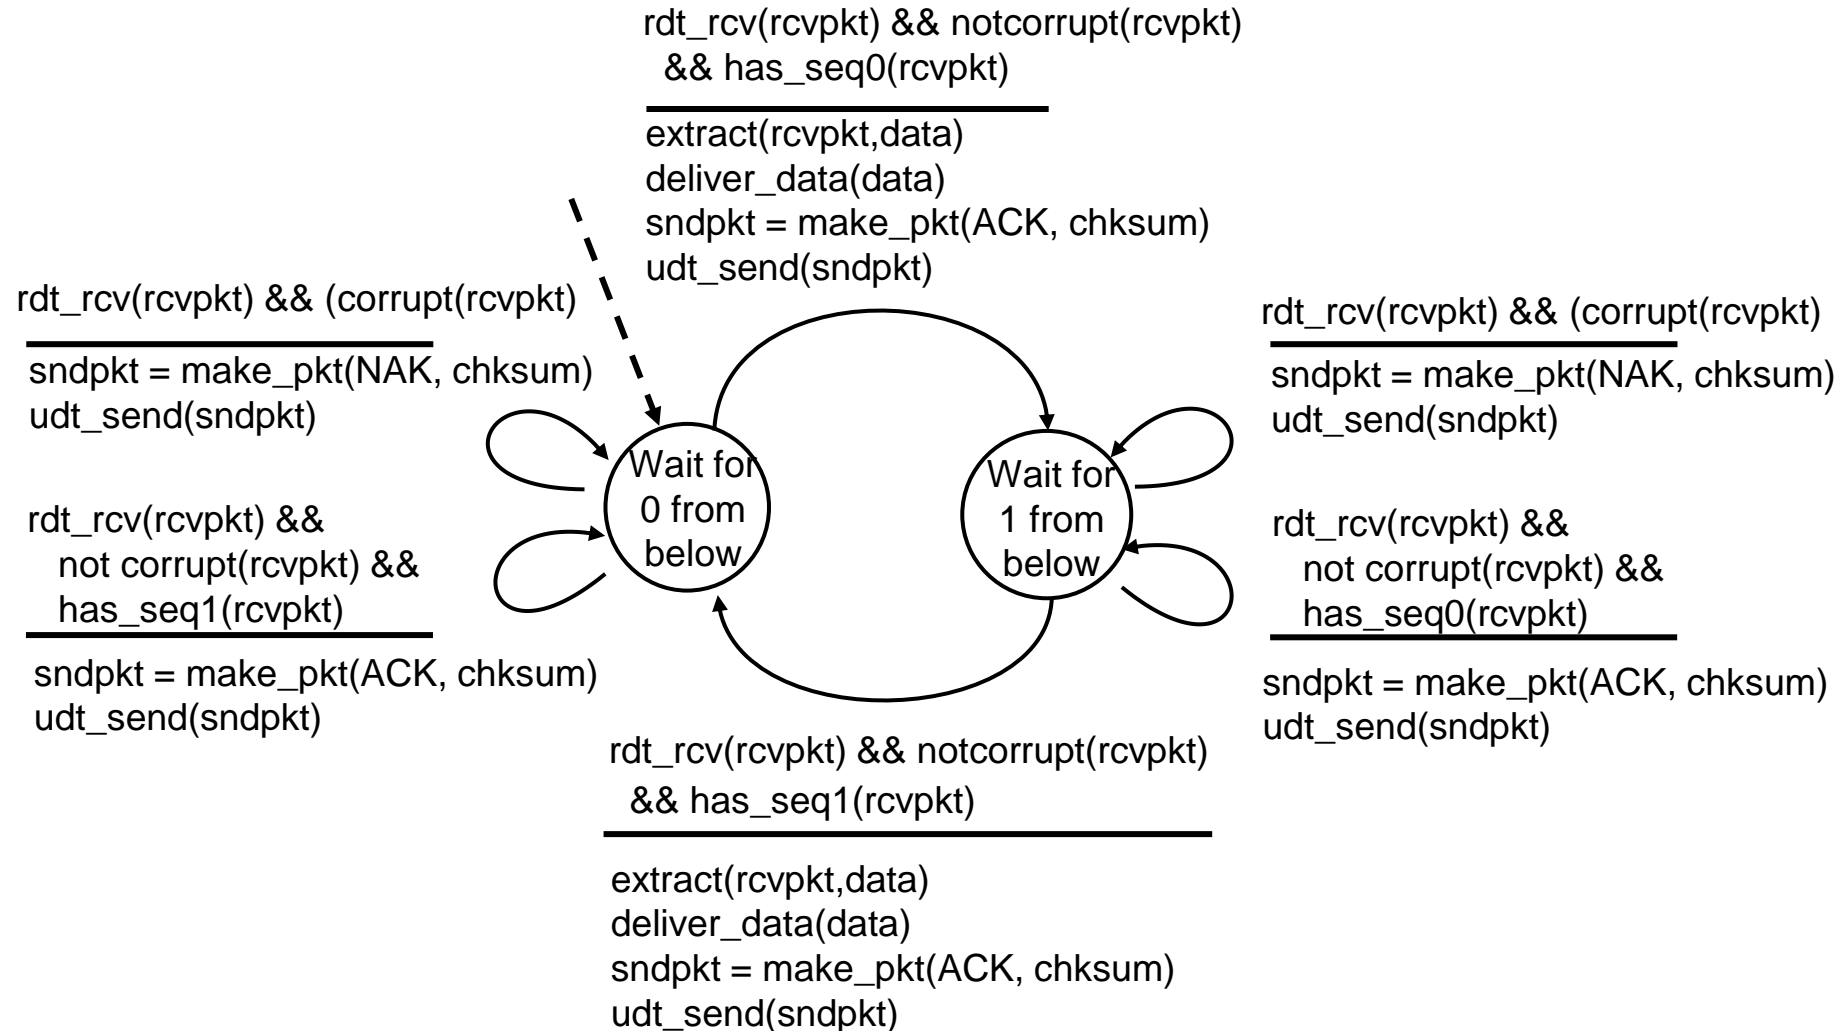 rdt_rcv(rcvpkt) && notcorrupt(rcvpkt)
&& has_seq0(rcvpkt)
extract(rcvpkt,data)
deliver_data(data)
sndpkt = make_pkt(ACK, chksum)
udt_send(sndpkt)
rdt_rcv(rcvpkt) && (corrupt(rcvpkt)
sndpkt = make_pkt(NAK, chksum)
udt_send(sndpkt)
rdt_rcv(rcvpkt) &&
not corrupt(rcvpkt) &&
has_seq1(rcvpkt)
sndpkt = make_pkt(ACK, chksum)
udt_send(sndpkt)
Wait for
0 from
below
Wait for
1 from
below
rdt_rcv(rcvpkt) && (corrupt(rcvpkt)
sndpkt = make_pkt(NAK, chksum)
udt_send(sndpkt)
rdt_rcv(rcvpkt) &&
not corrupt(rcvpkt) &&
has_seq0(rcvpkt)
sndpkt = make_pkt(ACK, chksum)
udt_send(sndpkt)
rdt_rcv(rcvpkt) && notcorrupt(rcvpkt)
&& has_seq1(rcvpkt)
extract(rcvpkt,data)
deliver_data(data)
sndpkt = make_pkt(ACK, chksum)
udt_send(sndpkt)